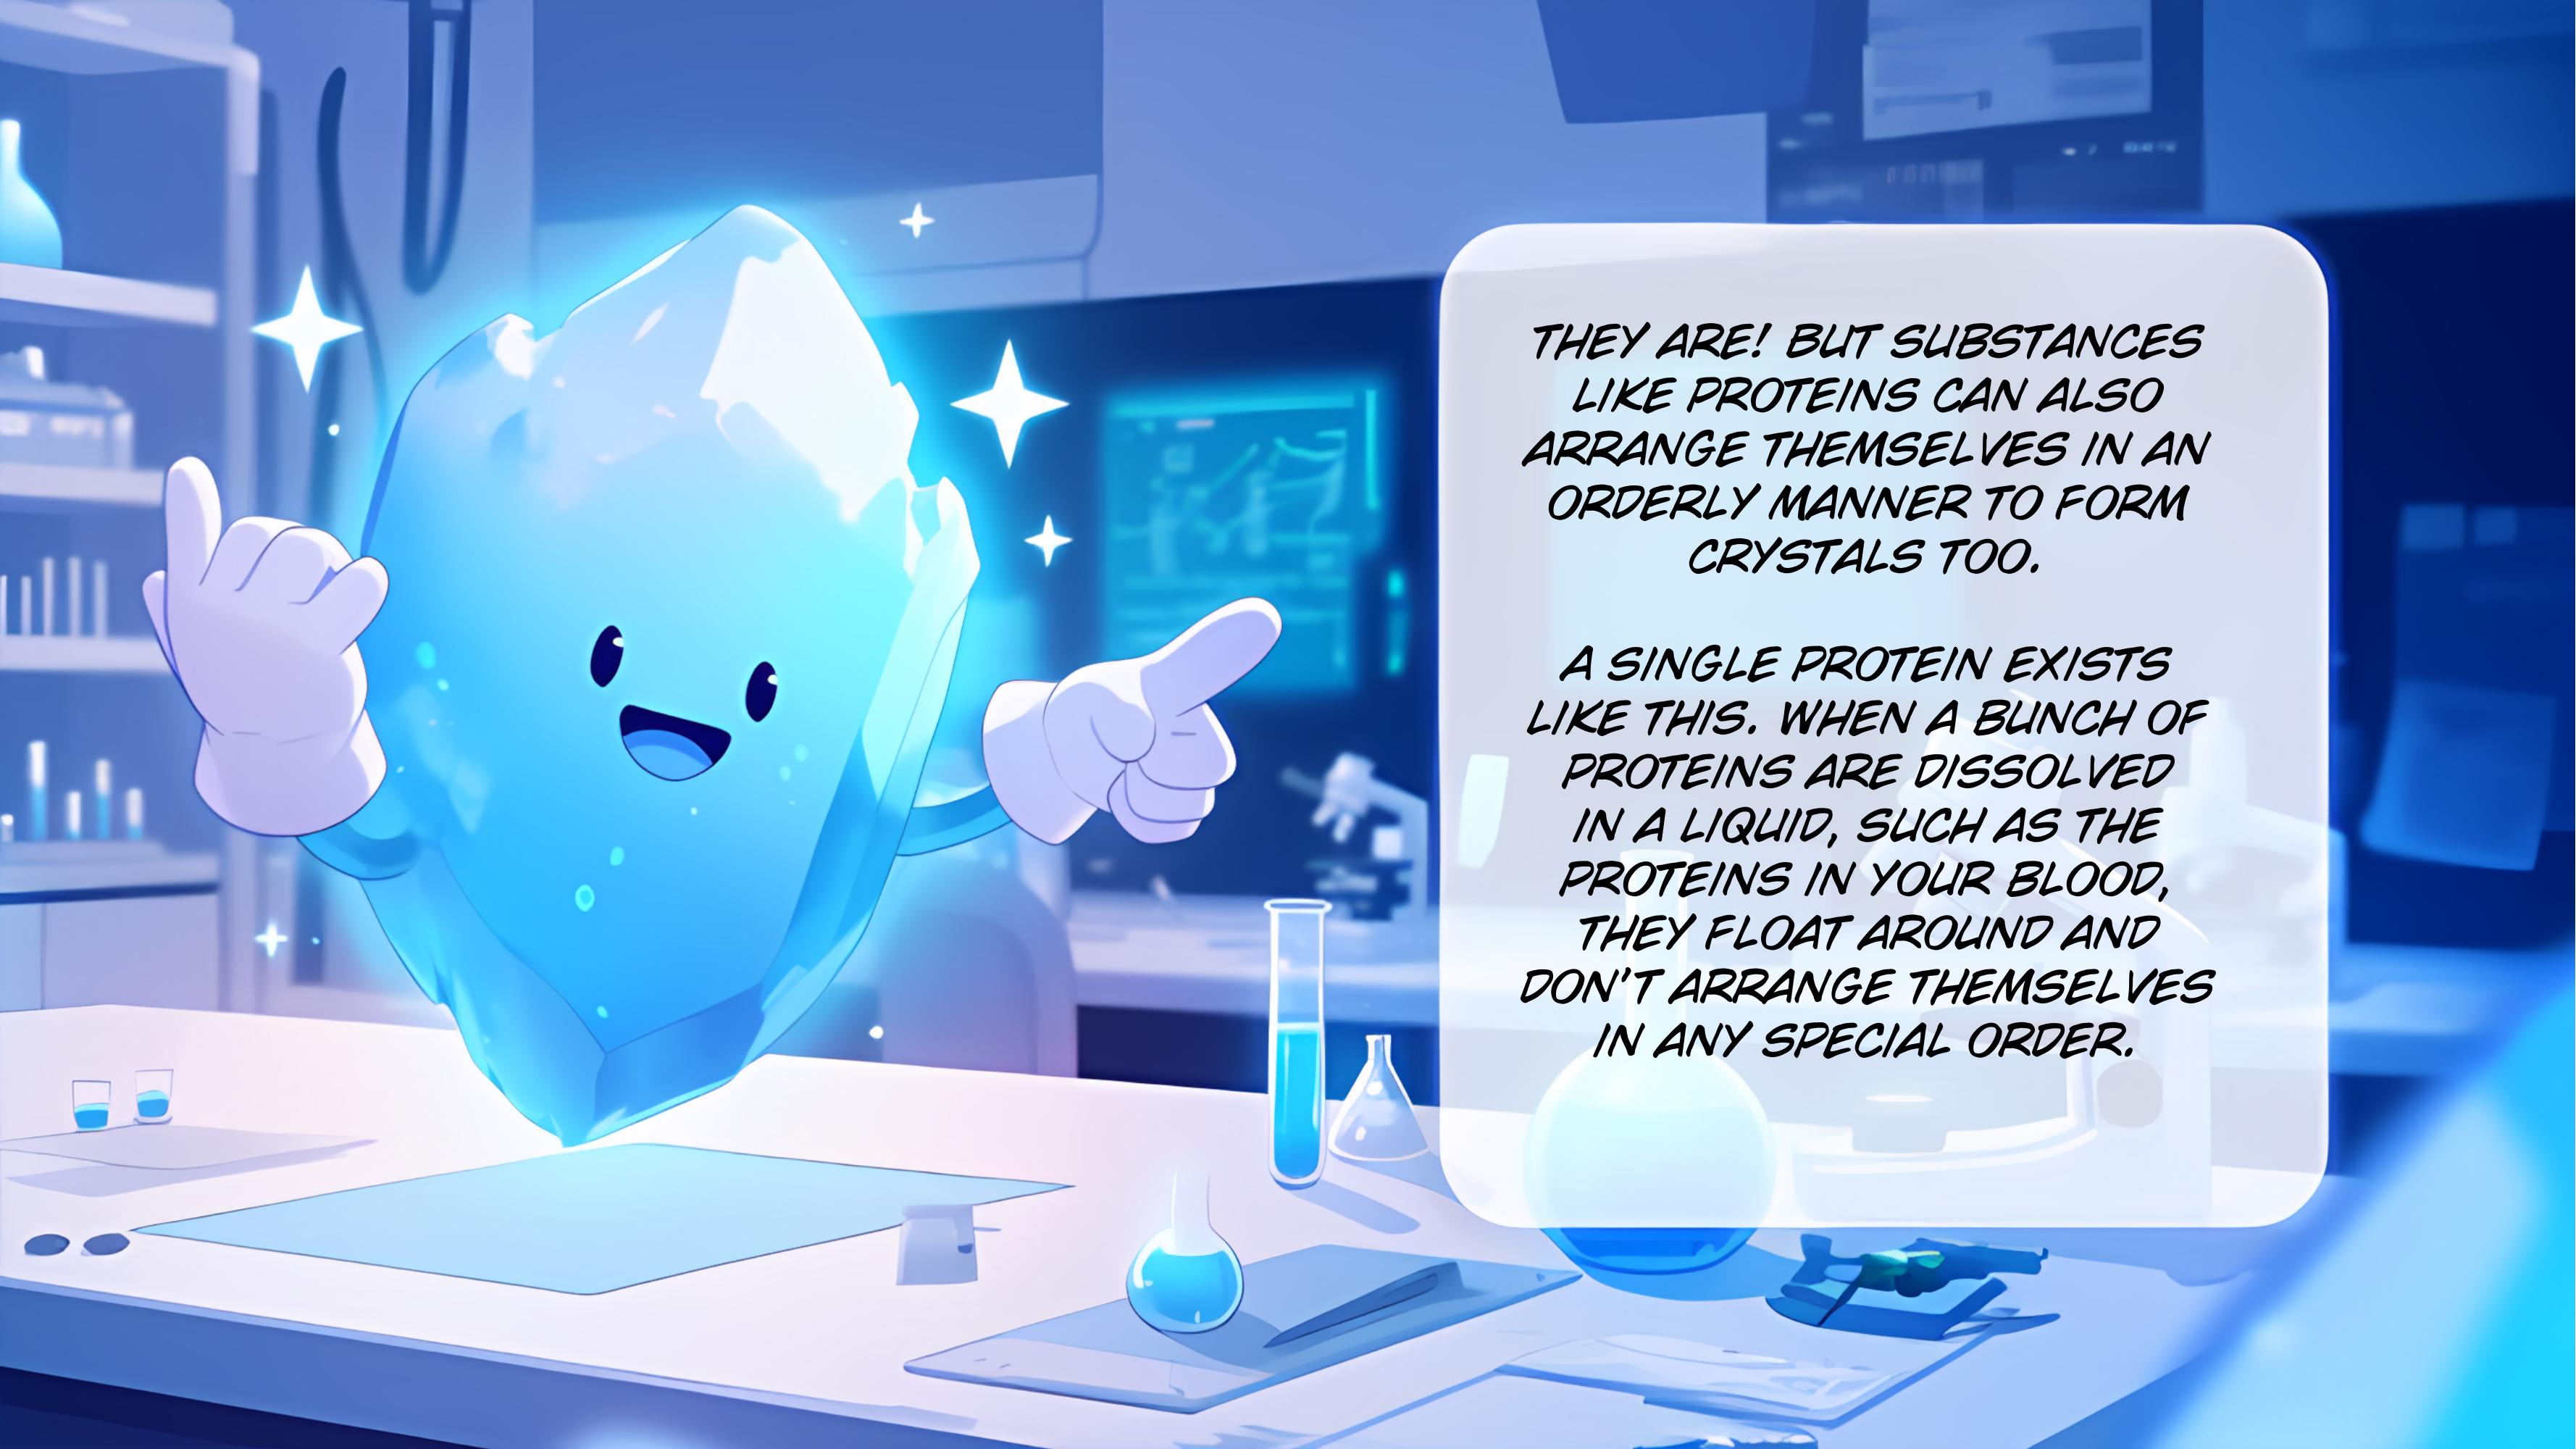 THEY ARE! BUT SUBSTANCES
LIKE PROTEINS CAN ALSO
ARRANGE THEMSELVES IN AN
ORDERLY MANNER TO FORM
CRYSTALS TOO.
A SINGLE PROTEIN EXISTS
LIKE THIS. WHEN A BUNCH OF
PROTEINS ARE DISSOLVED
IN A LIQUID, SUCH AS THE
PROTEINS IN YOUR BLOOD,
THEY FLOAT AROUND AND
DON'T ARRANGE THEMSELVES
IN ANY SPECIAL ORDER.